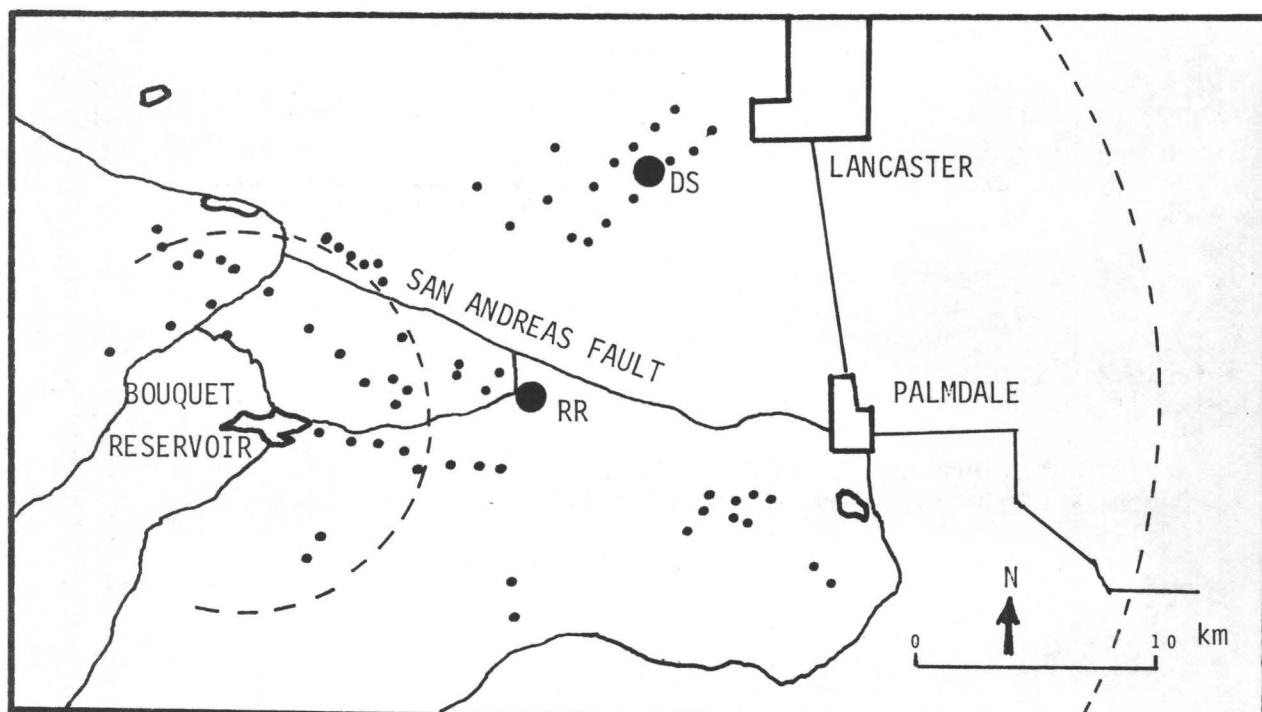 LANCASTER
DS
SAN ANDREAS FAULT
PALMDALE
BOUQUET
RESERVOIR
RR
N
0 10 km